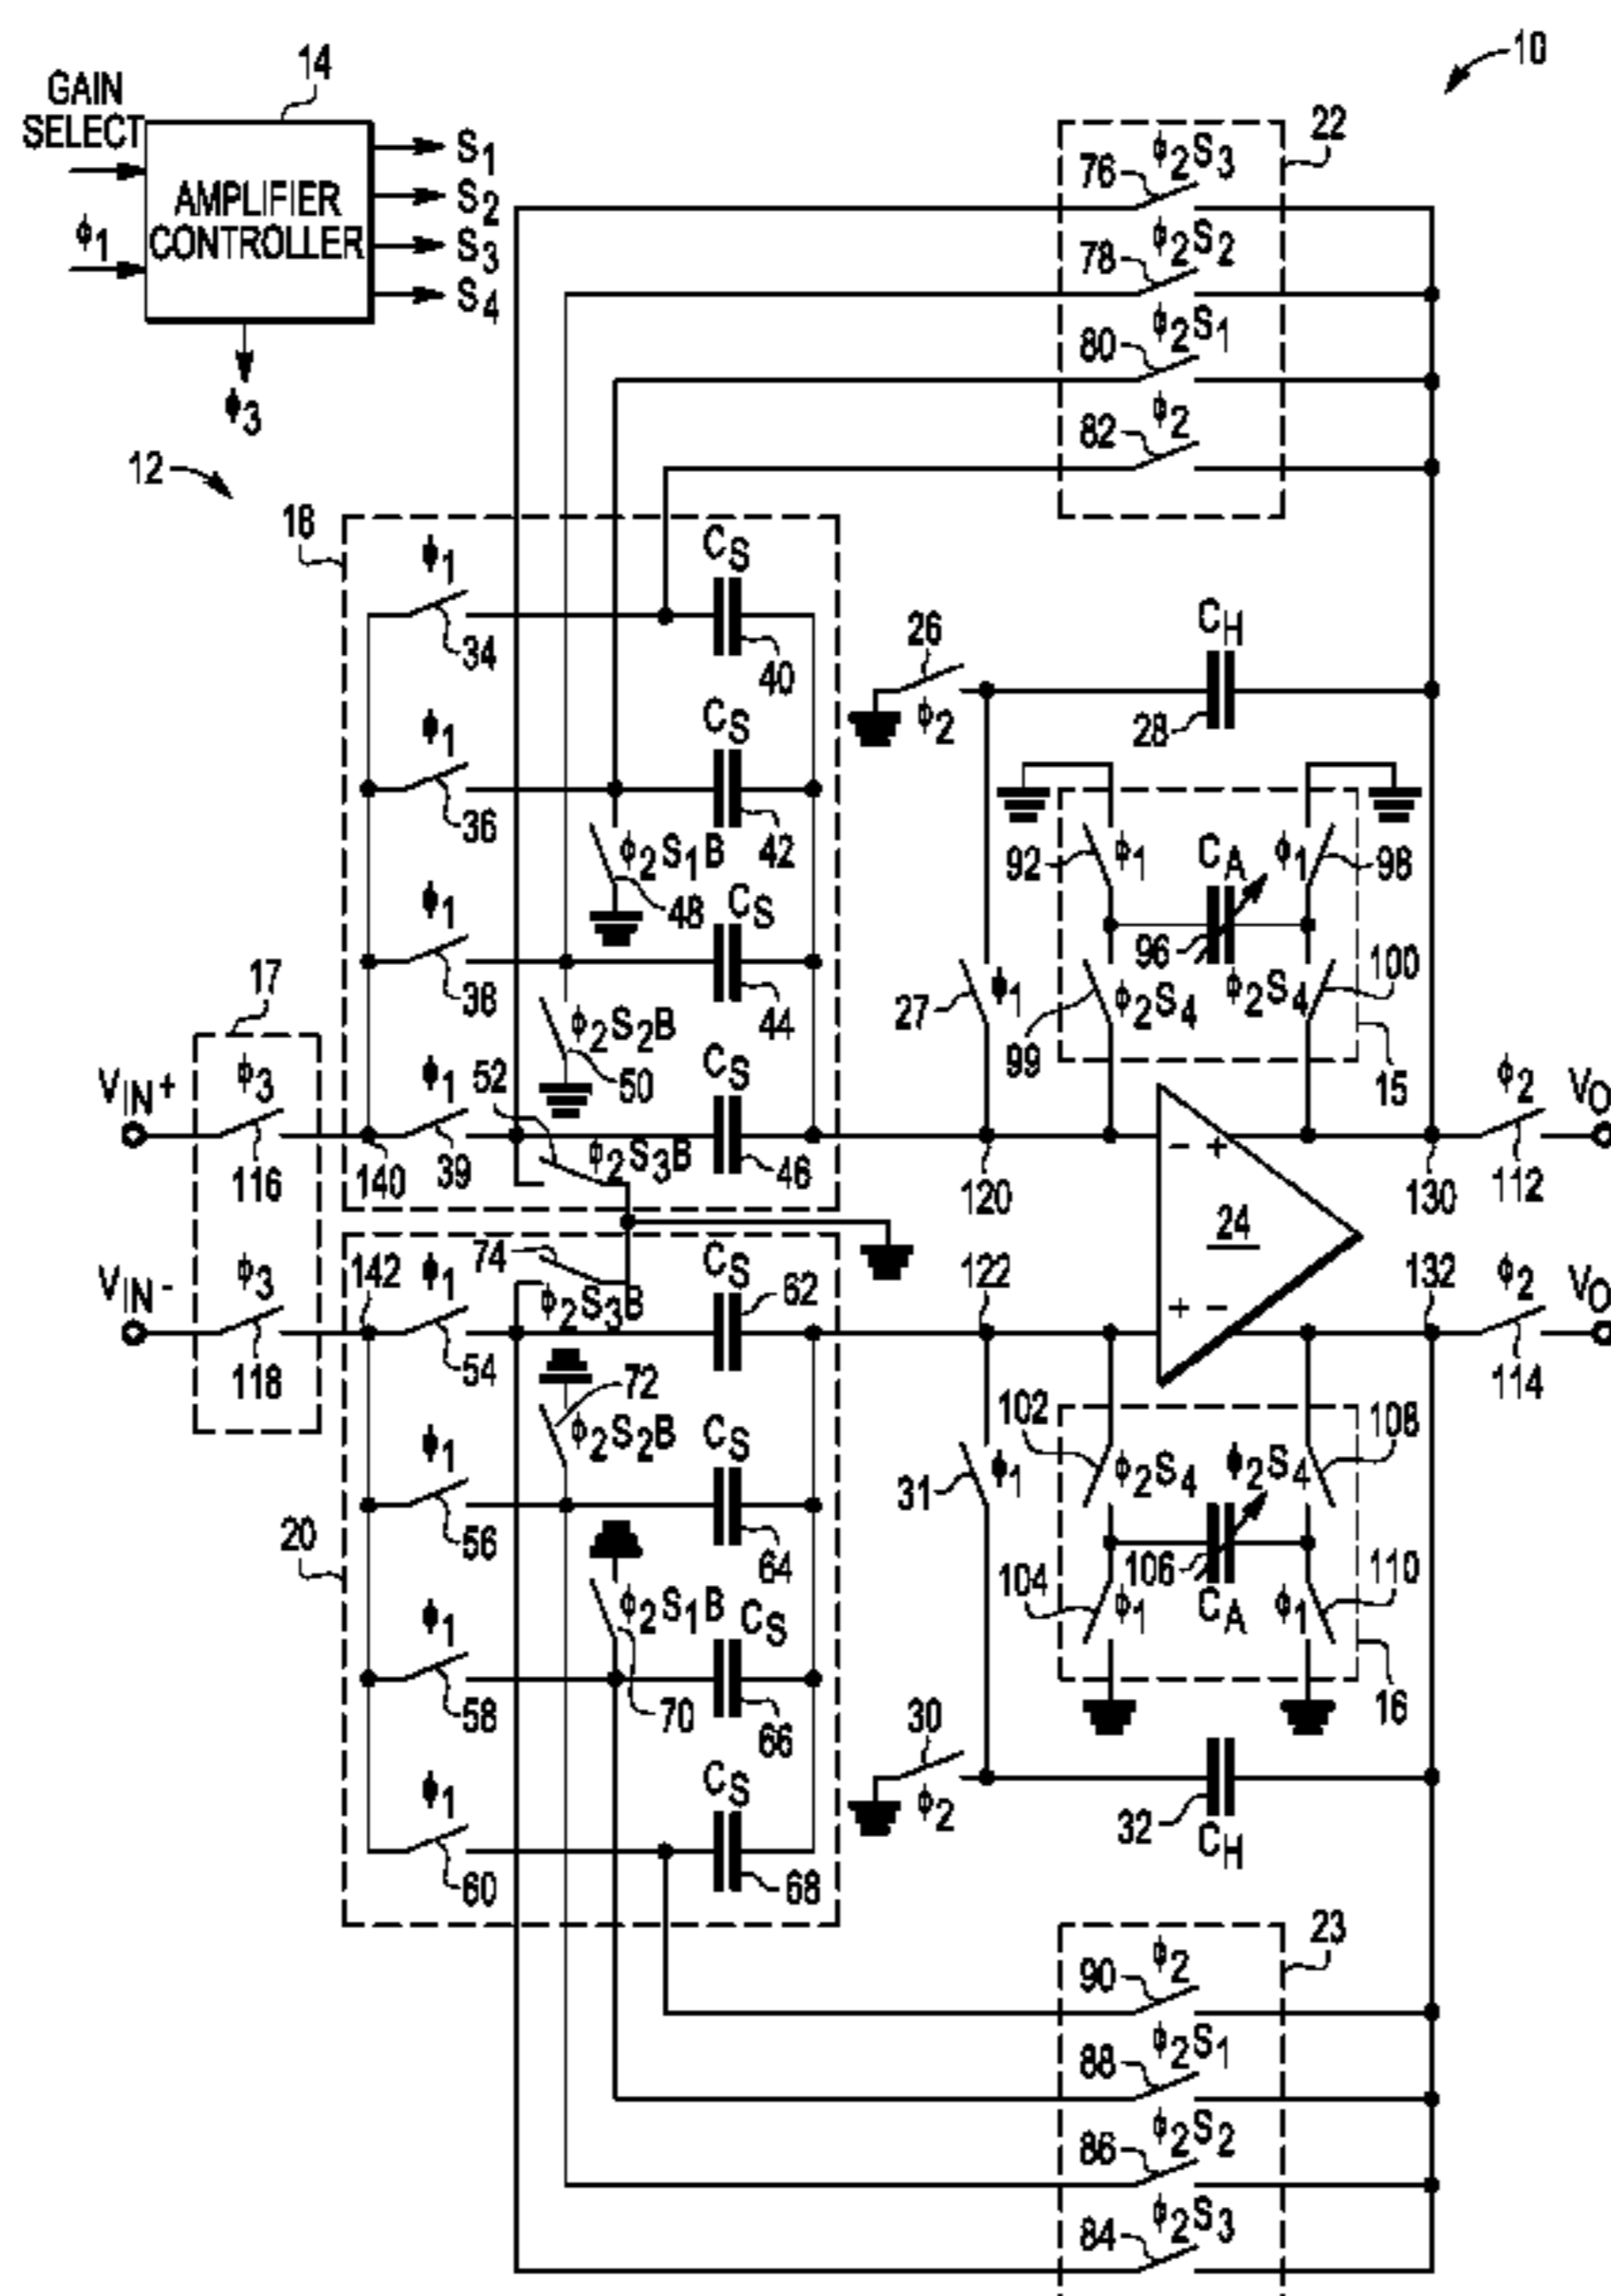 10
14
GAIN
SELECT
ϕ1
AMPLIFIER
CONTROLLER
S1
S2
S3
S4
ϕ3
12
22
76 ϕ2S3
78 ϕ2S2
80 ϕ2S1
82 ϕ2
18
ϕ1 CS
34 40
26 ϕ2
CH
28
ϕ1 CS
36 42
ϕ2S1B
48
92 ϕ1 CA ϕ1 98
96
ϕ1 CS
38 44
ϕ2S2B
50
27 ϕ1
99 ϕ2S4 ϕ2S4 100
15
17
VIN+ ϕ3
116
140
ϕ1 CS
39 46
52 ϕ2S3B
120
- +
24
+ -
130
ϕ2 VO
112
VIN- ϕ3
118
142
ϕ1 CS
54 62
74 ϕ2S3B
122
132
ϕ2 VO
114
20
ϕ1 CS
56 64
72 ϕ2S2B
31 ϕ1
102 ϕ2S4 ϕ2S4 108
106
104 ϕ1 CA ϕ1 110
16
ϕ1 CS
58 66
ϕ2S1B
70
30 ϕ2
32
CH
ϕ1 CS
60 68
23
90 ϕ2
88 ϕ2S1
86 ϕ2S2
84 ϕ2S3